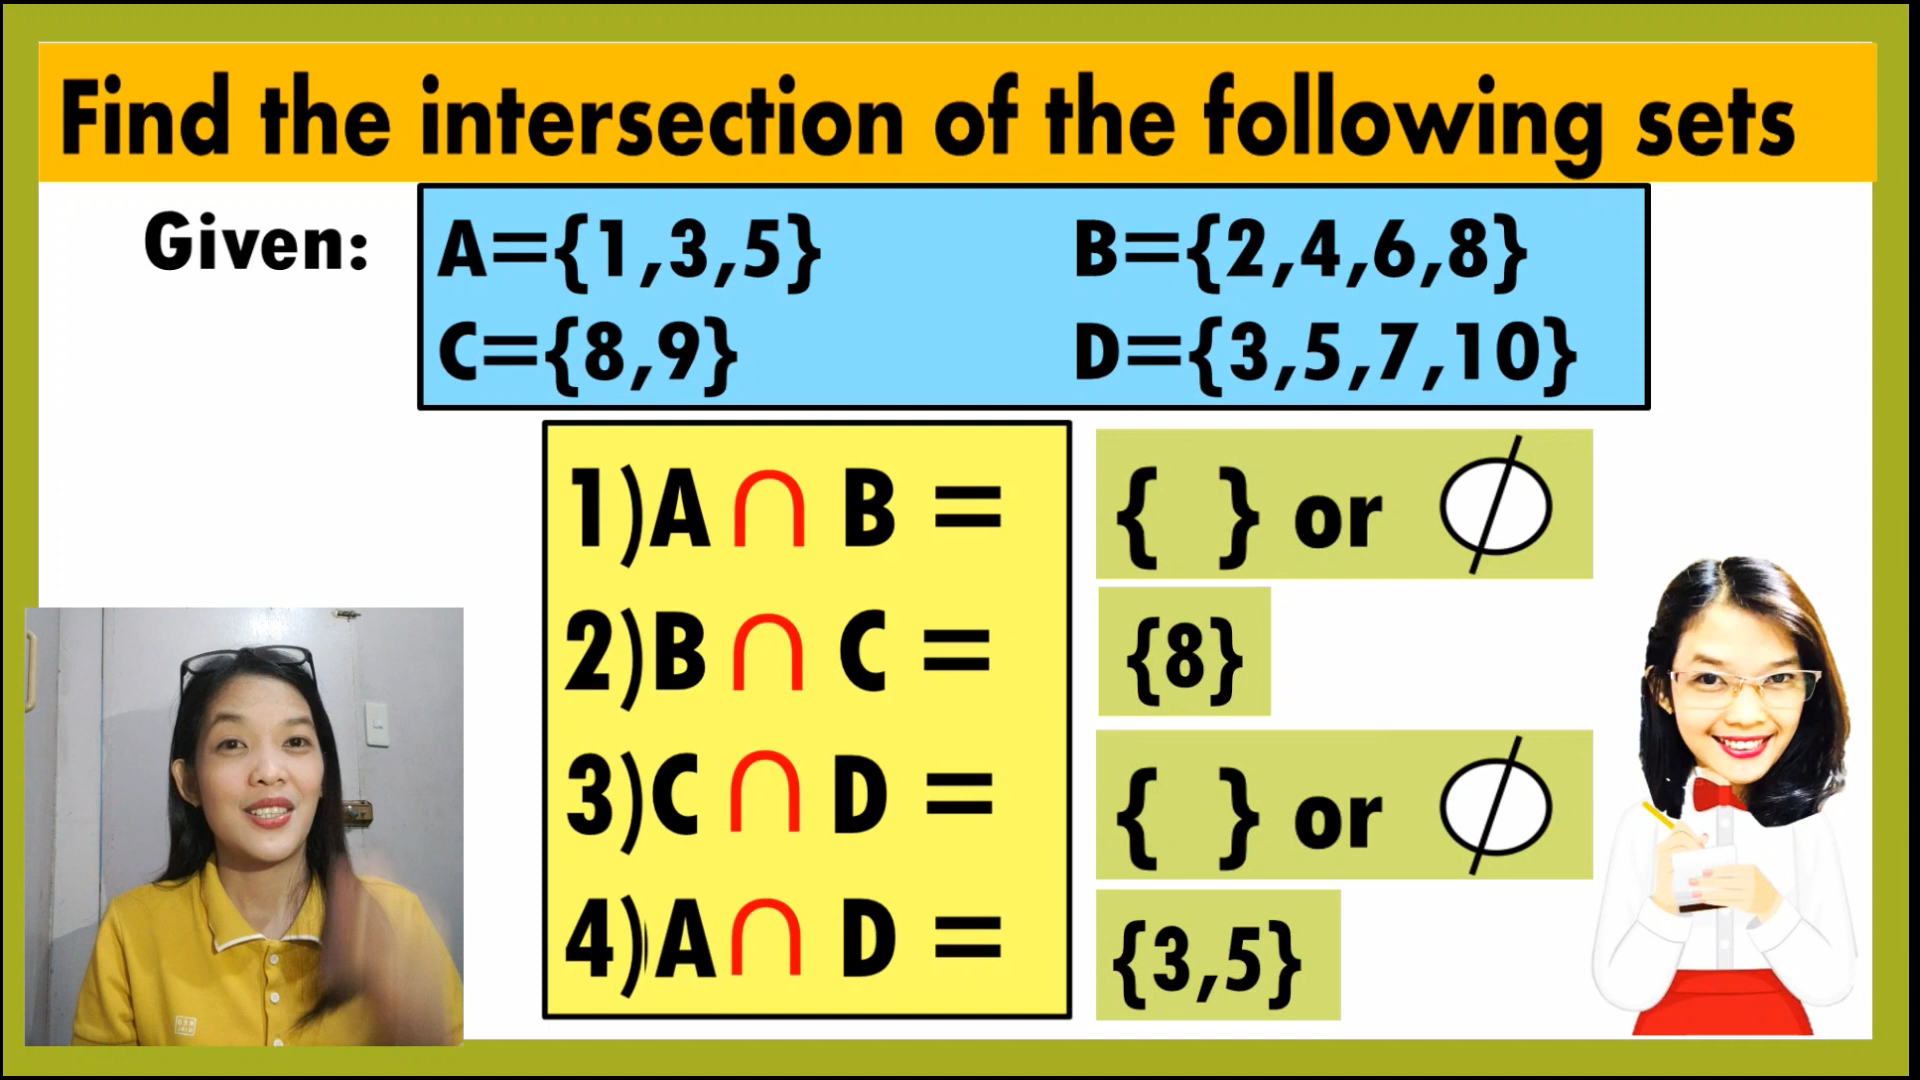 Find the intersection of the following sets
Given:
A={1,3,5} B={2,4,6,8}
C={8,9} D={3,5,7,10}
1)A ∩ B = { } or ∅
2)B ∩ C = {8}
3)C ∩ D = { } or ∅
4)A ∩ D = {3,5}